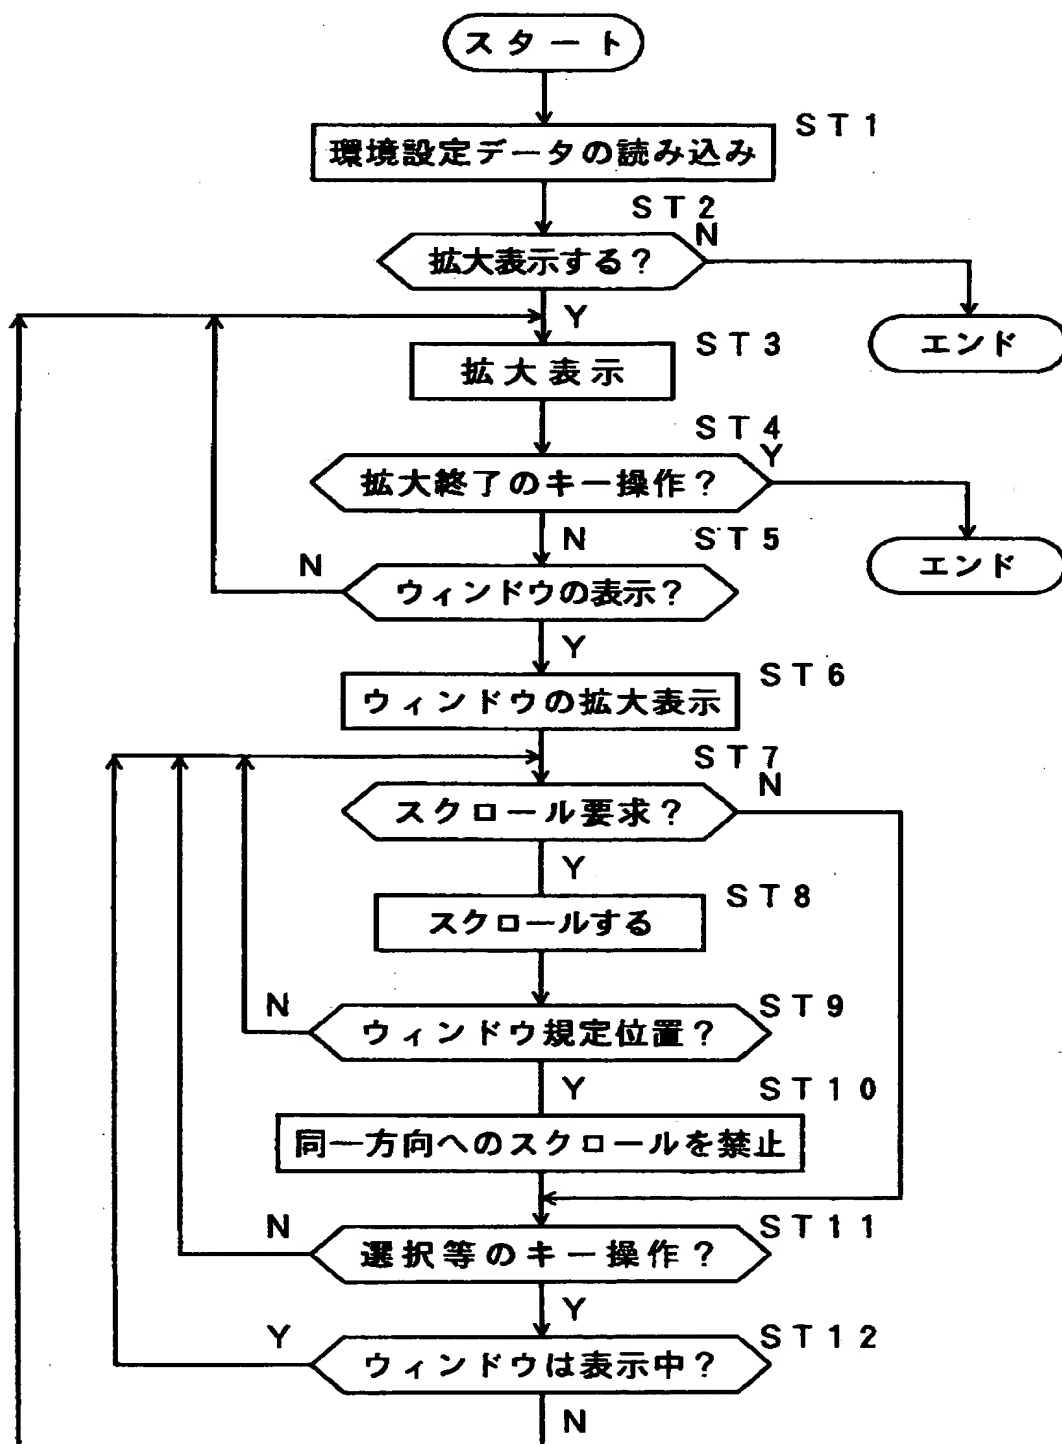 スタート
ST1
環境設定データの読み込み
ST2
N
拡大表示する?
Y
エンド
ST3
拡大表示
ST4
Y
拡大終了のキー操作?
N
ST5
エンド
N
ウィンドウの表示?
Y
ST6
ウィンドウの拡大表示
ST7
N
スクロール要求?
Y
ST8
スクロールする
N
ST9
ウィンドウ規定位置?
Y
ST10
同一方向へのスクロールを禁止
N
ST11
選択等のキー操作?
Y
Y
ST12
ウィンドウは表示中?
N